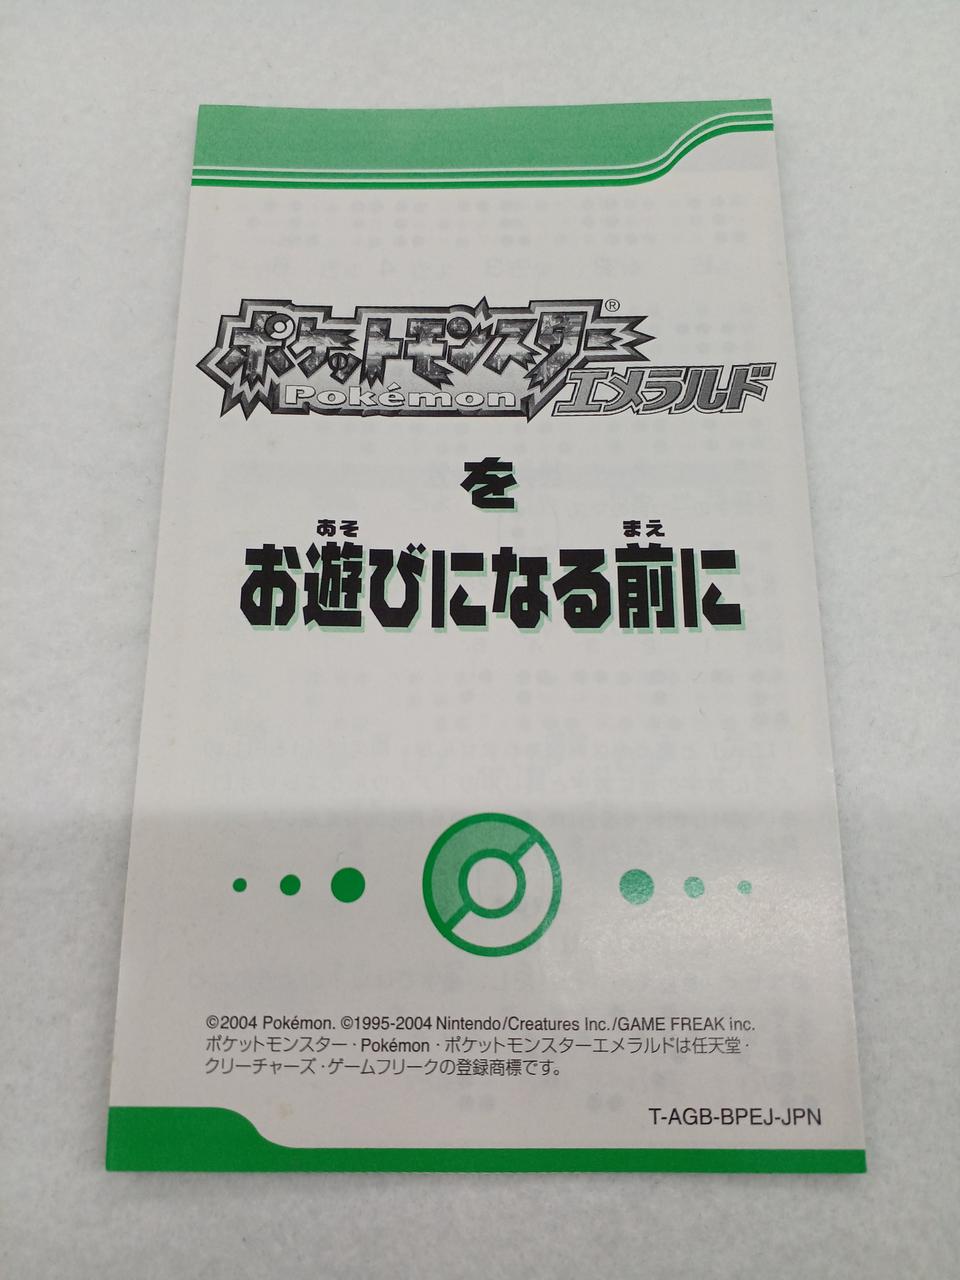 ポケットモンスター®
Pokémon
エメラルド
を
お遊びになる前に
あそ
まえ
©2004 Pokémon. ©1995-2004 Nintendo/Creatures Inc./GAME FREAK inc.
ポケットモンスター・Pokémon・ポケットモンスターエメラルドは任天堂・
クリーチャーズ・ゲームフリークの登録商標です。
T-AGB-BPEJ-JPN